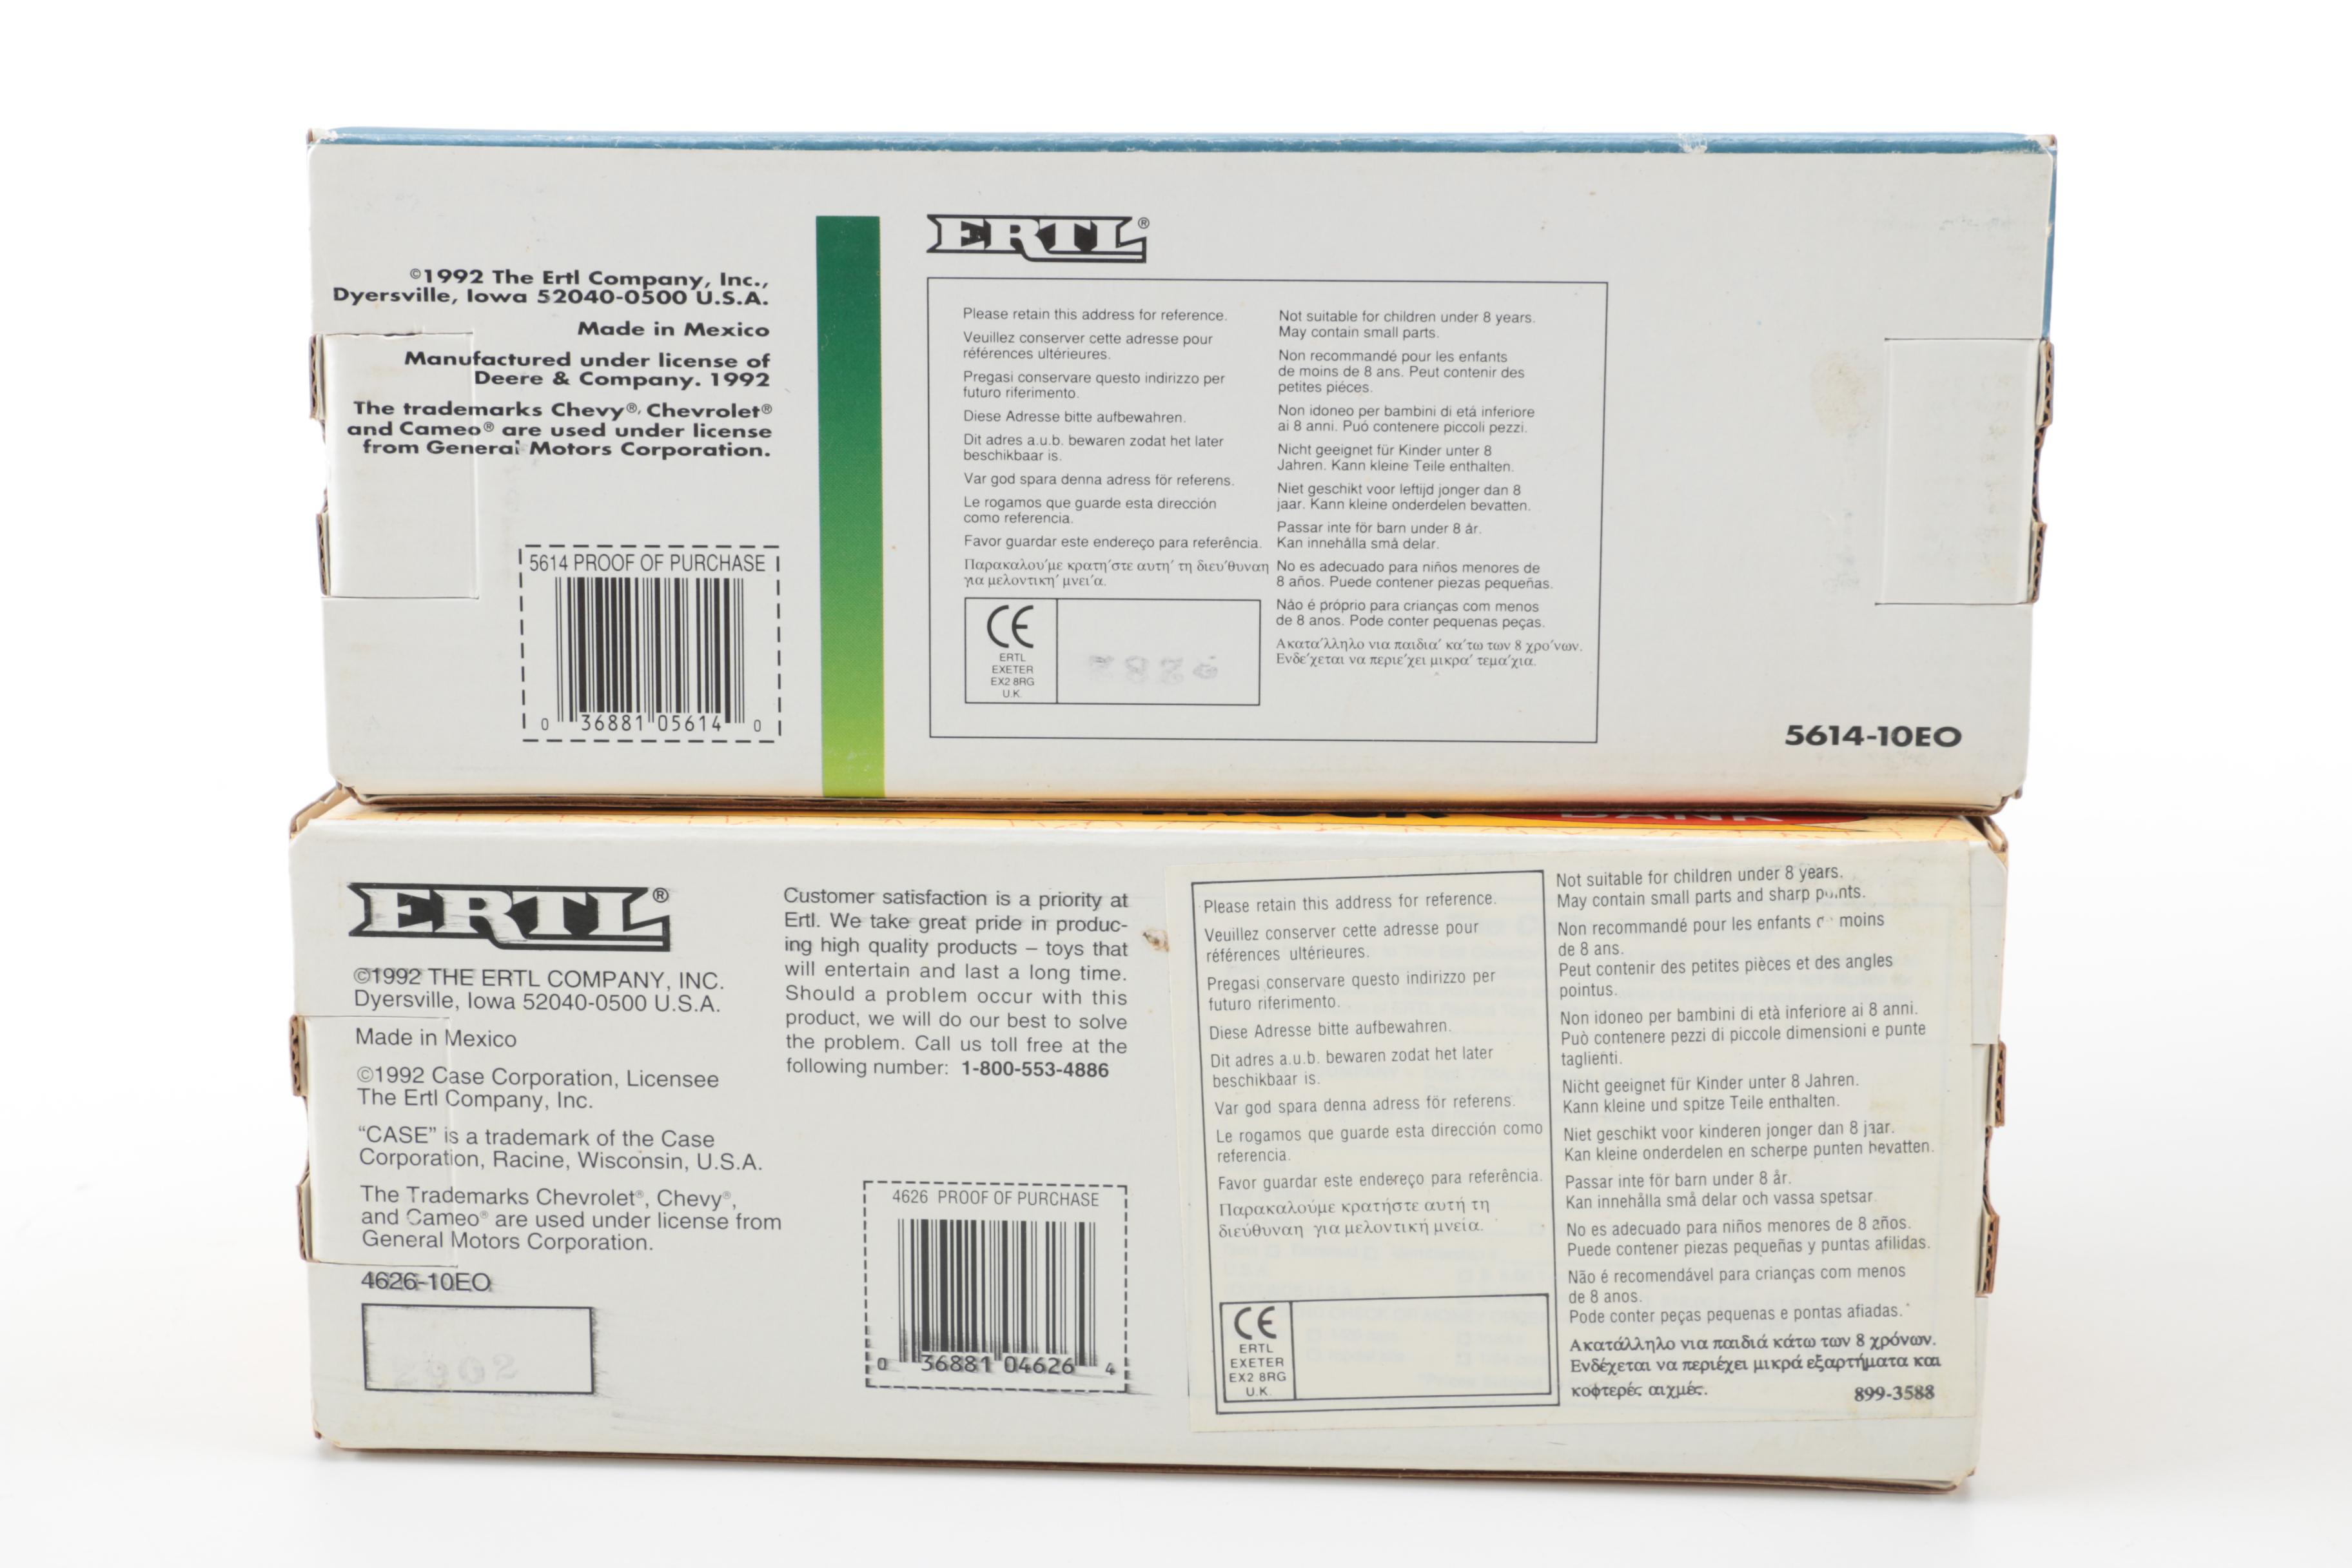 ©1992 The Ertl Company, Inc.,
Dyersville, Iowa 52040-0500 U.S.A.
Made in Mexico
Manufactured under license of
Deere & Company. 1992
The trademarks Chevy®, Chevrolet®
and Cameo® are used under license
from General Motors Corporation.
5614 PROOF OF PURCHASE
0 36881 05614 0
ERTL®
Please retain this address for reference.
Veuillez conserver cette adresse pour
références ultérieures.
Pregasi conservare questo indirizzo per
futuro riferimento.
Diese Adresse bitte aufbewahren.
Dit adres a.u.b. bewaren zodat het later
beschikbaar is.
Var god spara denna adress för referens.
Le rogamos que guarde esta dirección
como referencia.
Favor guardar este endereço para referência.
Παρακαλου'με κρατη'στε αυτη' τη διευ'θυναη
για μελοντικη' μνει'α.
CE
ERTL
EXETER
EX2 8RG
U.K.
Not suitable for children under 8 years.
May contain small parts.
Non recommandé pour les enfants
de moins de 8 ans. Peut contenir des
petites piéces.
Non idoneo per bambini di etá inferiore
ai 8 anni. Puó contenere piccoli pezzi.
Nicht geeignet für Kinder unter 8
Jahren. Kann kleine Teile enthalten.
Niet geschikt voor leftijd jonger dan 8
jaar. Kann kleine onderdelen bevatten.
Passar inte för barn under 8 år.
Kan innehålla små delar.
No es adecuado para niños menores de
8 años. Puede contener piezas pequeñas.
Não é próprio para crianças com menos
de 8 anos. Pode conter pequenas peças.
Ακατα'λληλο νια παιδια' κα'τω των 8 χρο'νων.
Ενδε'χεται να περιε'χει μικρα' τεμα'χια.
5614-10EO
BANK
ERTL®
©1992 THE ERTL COMPANY, INC.
Dyersville, Iowa 52040-0500 U.S.A.
Made in Mexico
©1992 Case Corporation, Licensee
The Ertl Company, Inc.
“CASE” is a trademark of the Case
Corporation, Racine, Wisconsin, U.S.A.
The Trademarks Chevrolet®, Chevy®,
and Cameo® are used under license from
General Motors Corporation.
4626-10EO
2902
Customer satisfaction is a priority at
Ertl. We take great pride in produc-
ing high quality products – toys that
will entertain and last a long time.
Should a problem occur with this
product, we will do our best to solve
the problem. Call us toll free at the
following number: 1-800-553-4886
4626 PROOF OF PURCHASE
0 36881 04626 4
Please retain this address for reference.
Veuillez conserver cette adresse pour
références ultérieures.
Pregasi conservare questo indirizzo per
futuro riferimento.
Diese Adresse bitte aufbewahren.
Dit adres a.u.b. bewaren zodat het later
beschikbaar is.
Var god spara denna adress för referens.
Le rogamos que guarde esta dirección como
referencia.
Favor guardar este endereço para referência.
Παρακαλούμε κρατήστε αυτή τη
διεύθυναη για μελοντική μνεία.
CE
ERTL
EXETER
EX2 8RG
U.K.
Not suitable for children under 8 years.
May contain small parts and sharp points.
Non recommandé pour les enfants moins
de 8 ans.
Peut contenir des petites pièces et des angles
pointus.
Non idoneo per bambini di età inferiore ai 8 anni.
Può contenere pezzi di piccole dimensioni e punte
taglienti.
Nicht geeignet für Kinder unter 8 Jahren.
Kann kleine und spitze Teile enthalten.
Niet geschikt voor kinderen jonger dan 8 jaar.
Kan kleine onderdelen en scherpe punten bevatten.
Passar inte för barn under 8 år.
Kan innehålla små delar och vassa spetsar.
No es adecuado para niños menores de 8 años.
Puede contener piezas pequeñas y puntas afilidas.
Não é recomendável para crianças com menos
de 8 anos.
Pode conter peças pequenas e pontas afiadas.
Ακατάλληλο νια παιδιά κάτω των 8 χρόνων.
Ενδέχεται να περιέχει μικρά εξαρτήματα και
κοφτερές αιχμές.
899-3588